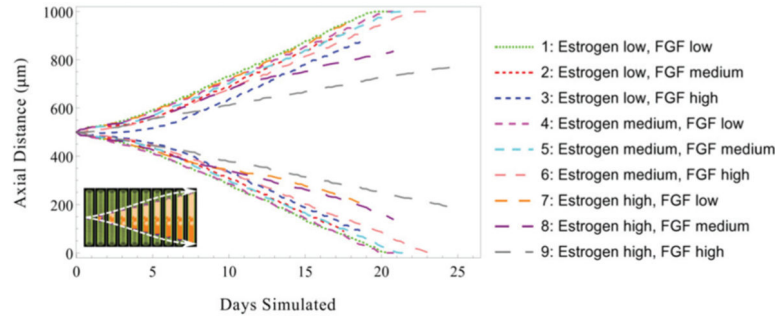 1000
800
600
400
200
0
Axial Distance (μm)
0
5
10
15
20
25
Days Simulated
1: Estrogen low, FGF low
2: Estrogen low, FGF medium
3: Estrogen low, FGF high
4: Estrogen medium, FGF low
5: Estrogen medium, FGF medium
6: Estrogen medium, FGF high
7: Estrogen high, FGF low
8: Estrogen high, FGF medium
9: Estrogen high, FGF high